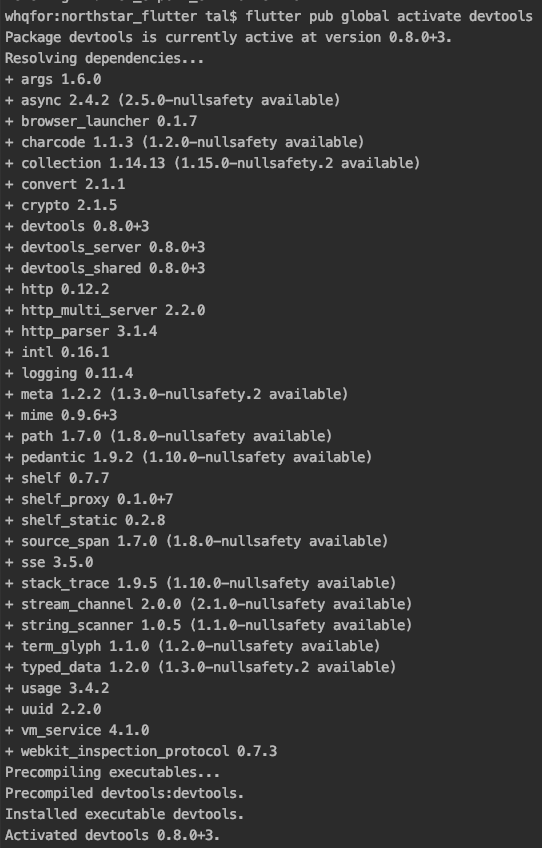 whqfor:northstar_flutter tal$ flutter pub global activate devtools
Package devtools is currently active at version 0.8.0+3.
Resolving dependencies...
+ args 1.6.0
+ async 2.4.2 (2.5.0-nullsafety available)
+ browser_launcher 0.1.7
+ charcode 1.1.3 (1.2.0-nullsafety available)
+ collection 1.14.13 (1.15.0-nullsafety.2 available)
+ convert 2.1.1
+ crypto 2.1.5
+ devtools 0.8.0+3
+ devtools_server 0.8.0+3
+ devtools_shared 0.8.0+3
+ http 0.12.2
+ http_multi_server 2.2.0
+ http_parser 3.1.4
+ intl 0.16.1
+ logging 0.11.4
+ meta 1.2.2 (1.3.0-nullsafety.2 available)
+ mime 0.9.6+3
+ path 1.7.0 (1.8.0-nullsafety available)
+ pedantic 1.9.2 (1.10.0-nullsafety available)
+ shelf 0.7.7
+ shelf_proxy 0.1.0+7
+ shelf_static 0.2.8
+ source_span 1.7.0 (1.8.0-nullsafety available)
+ sse 3.5.0
+ stack_trace 1.9.5 (1.10.0-nullsafety available)
+ stream_channel 2.0.0 (2.1.0-nullsafety available)
+ string_scanner 1.0.5 (1.1.0-nullsafety available)
+ term_glyph 1.1.0 (1.2.0-nullsafety available)
+ typed_data 1.2.0 (1.3.0-nullsafety.2 available)
+ usage 3.4.2
+ uuid 2.2.0
+ vm_service 4.1.0
+ webkit_inspection_protocol 0.7.3
Precompiling executables...
Precompiled devtools:devtools.
Installed executable devtools.
Activated devtools 0.8.0+3.